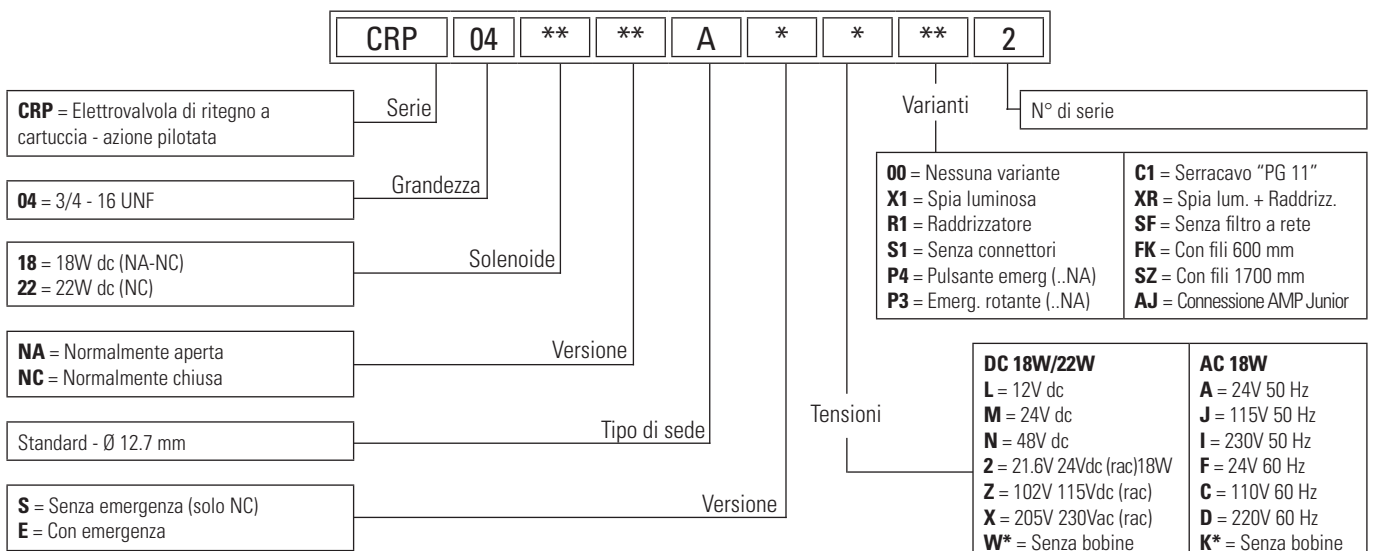 CRP 04 ** ** A * * ** 2
CRP = Elettrovalvola di ritegno a
cartuccia - azione pilotata
Serie
04 = 3/4 - 16 UNF
Grandezza
18 = 18W dc (NA-NC)
22 = 22W dc (NC)
Solenoide
NA = Normalmente aperta
NC = Normalmente chiusa
Versione
Standard - Ø 12.7 mm
Tipo di sede
S = Senza emergenza (solo NC)
E = Con emergenza
Versione
Tensioni
DC 18W/22W
L = 12V dc
M = 24V dc
N = 48V dc
2 = 21.6V 24Vdc (rac)18W
Z = 102V 115Vdc (rac)
X = 205V 230Vac (rac)
W* = Senza bobine
AC 18W
A = 24V 50 Hz
J = 115V 50 Hz
I = 230V 50 Hz
F = 24V 60 Hz
C = 110V 60 Hz
D = 220V 60 Hz
K* = Senza bobine
Varianti
00 = Nessuna variante
X1 = Spia luminosa
R1 = Raddrizzatore
S1 = Senza connettori
P4 = Pulsante emerg (..NA)
P3 = Emerg. rotante (..NA)
C1 = Serracavo "PG 11"
XR = Spia lum. + Raddrizz.
SF = Senza filtro a rete
FK = Con fili 600 mm
SZ = Con fili 1700 mm
AJ = Connessione AMP Junior
N° di serie